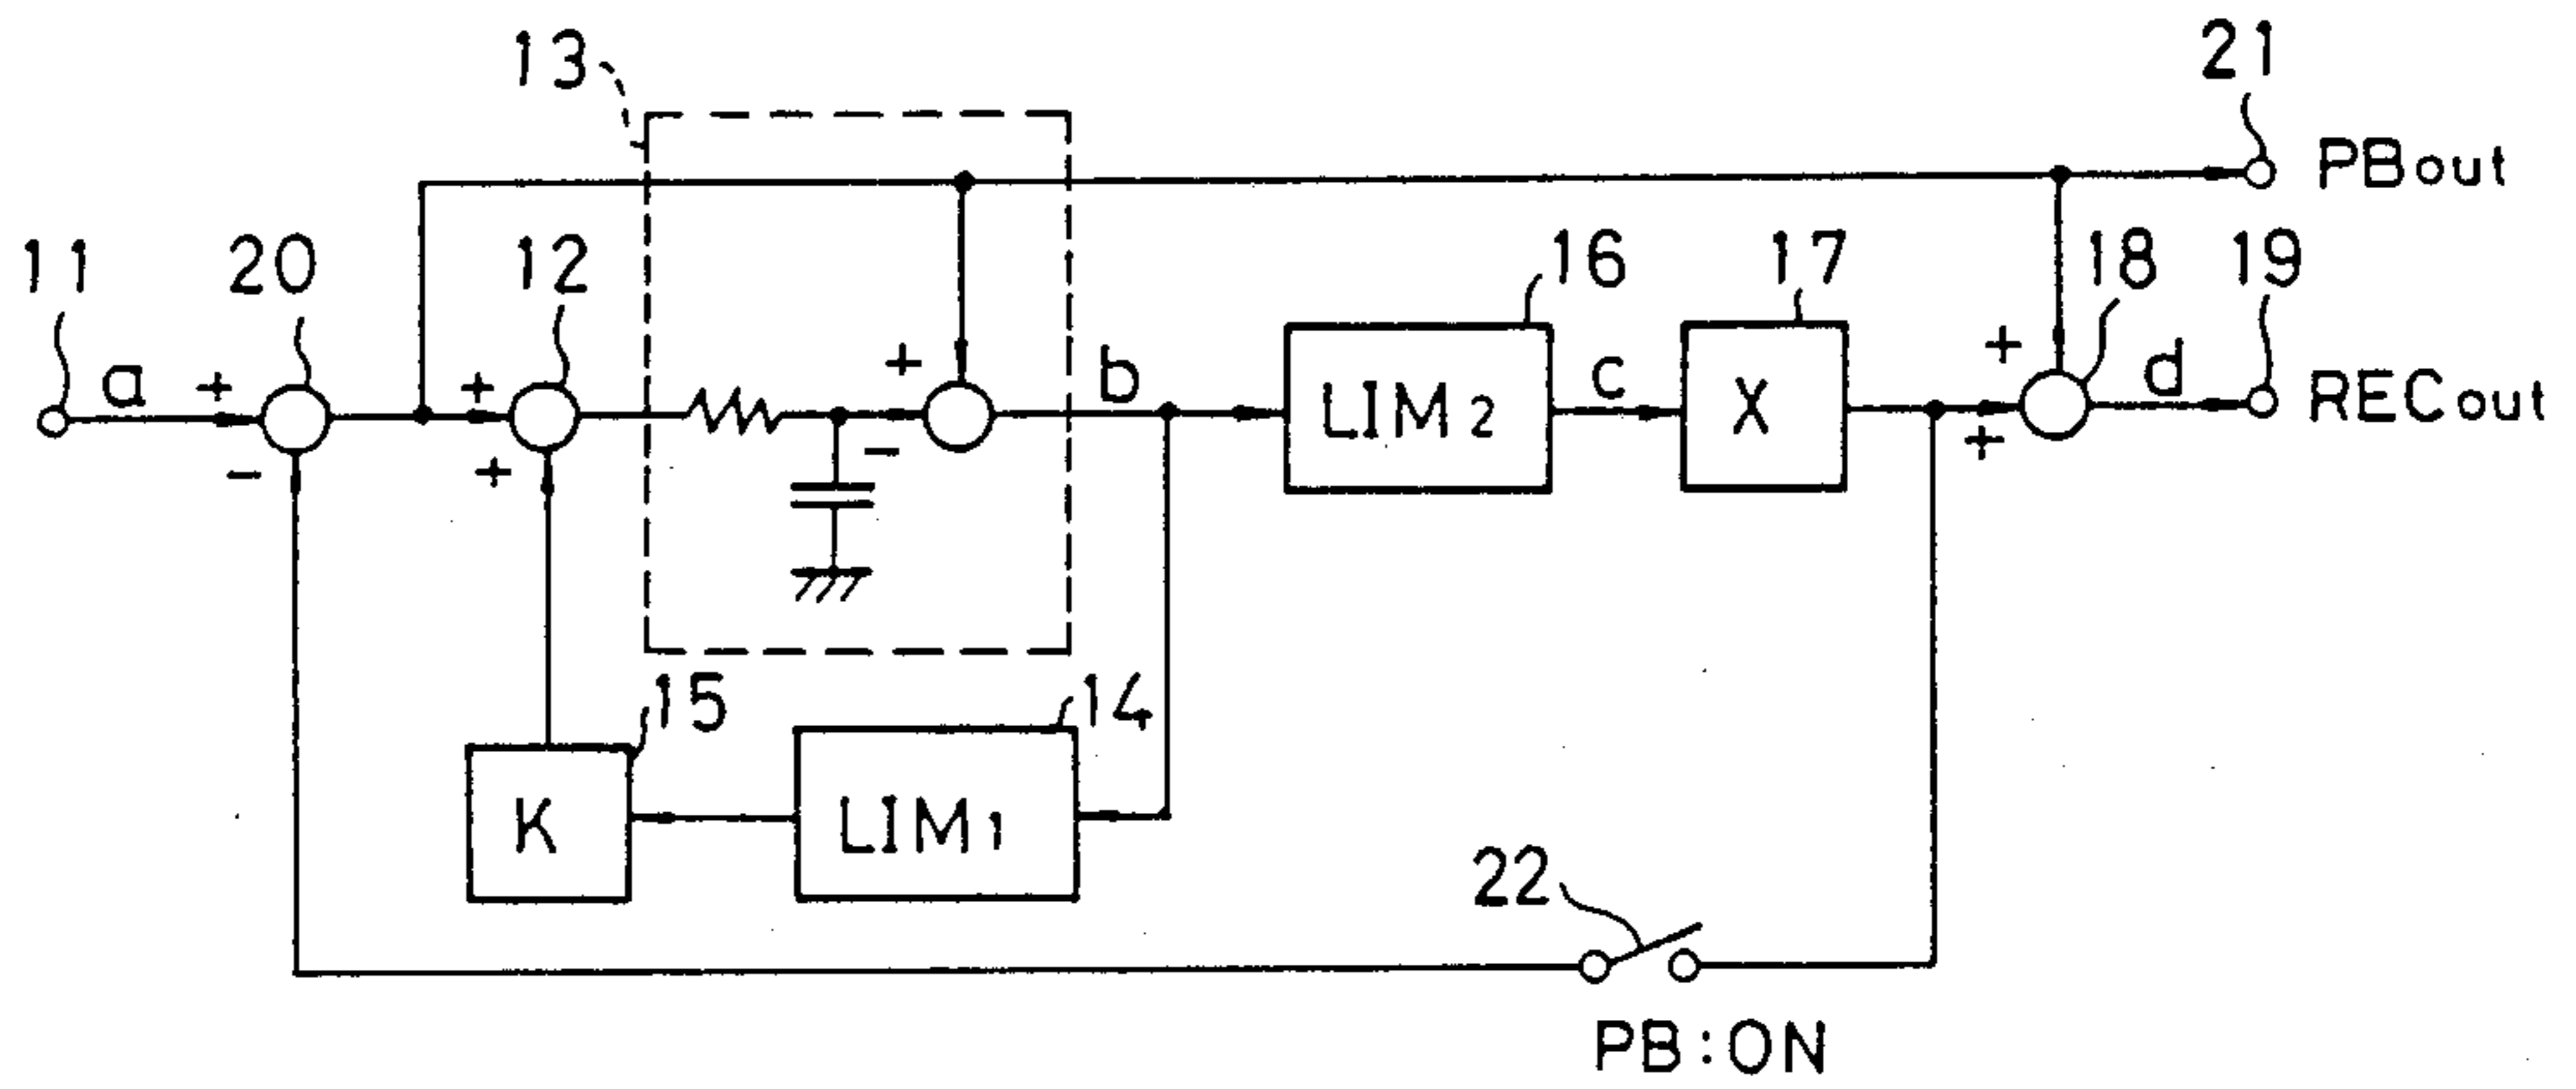 21
13
PBout
11
20
12
16
17
18
19
a
+
+
+
b
LIM2
c
X
+
d
RECout
-
+
-
+
15
14
K
LIM1
22
PB:ON